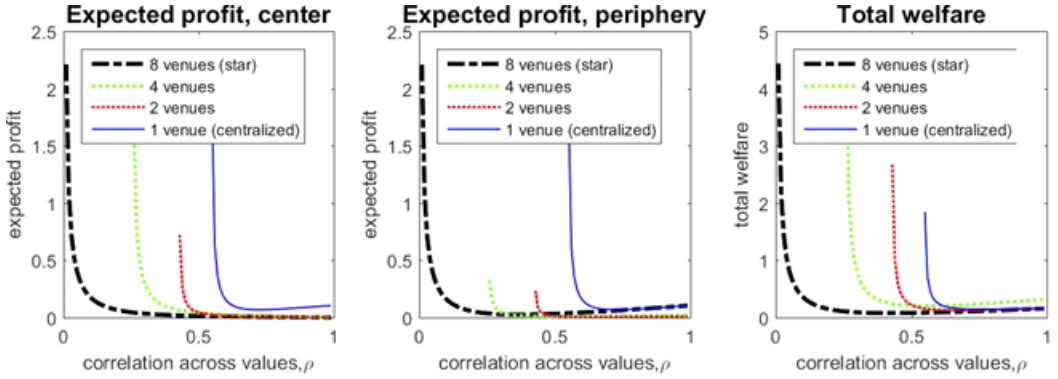 Expected profit, center
2.5
2
1.5
1
0.5
0
0
0.5
1
expected profit
correlation across values,ρ
8 venues (star)
4 venues
2 venues
1 venue (centralized)
Expected profit, periphery
2.5
2
1.5
1
0.5
0
0
0.5
1
expected profit
correlation across values,ρ
8 venues (star)
4 venues
2 venues
1 venue (centralized)
Total welfare
5
4
3
2
1
0
0
0.5
1
total welfare
correlation across values,ρ
8 venues (star)
4 venues
2 venues
1 venue (centralized)